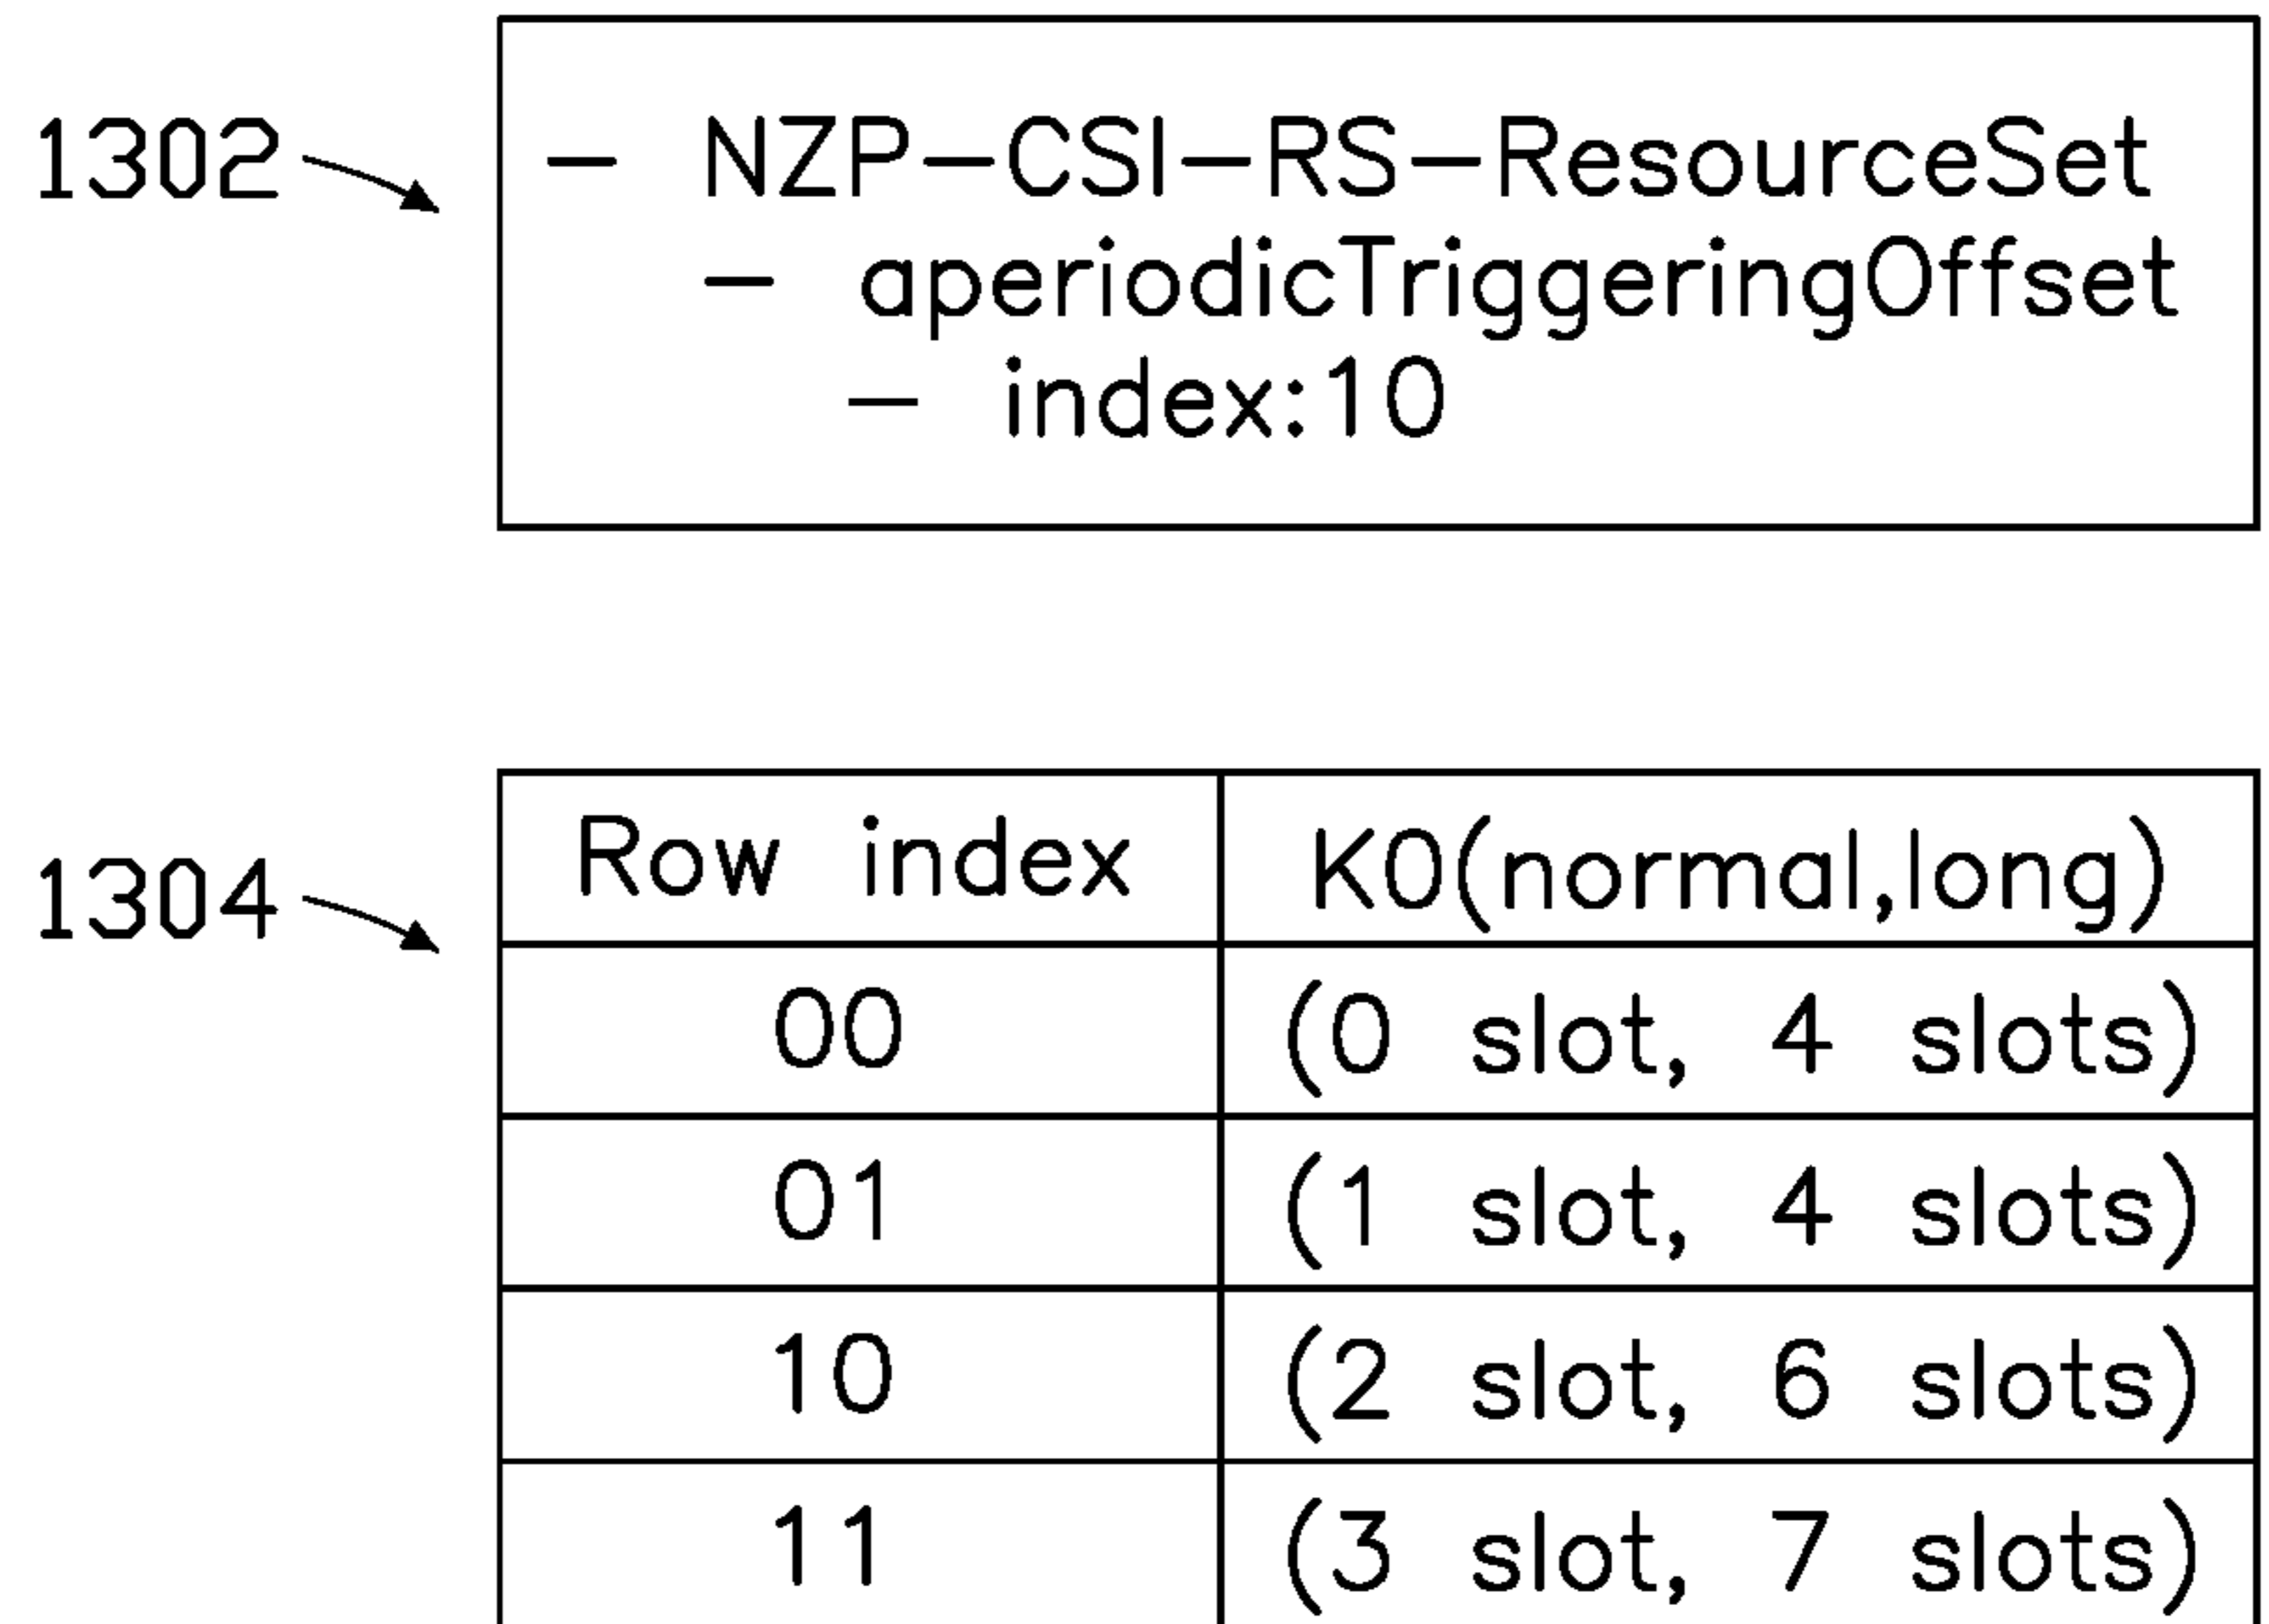 1302
- NZP-CSI-RS-ResourceSet
- aperiodicTriggeringOffset
- index:10
1304
Row index K0(normal,long)
00 (0 slot, 4 slots)
01 (1 slot, 4 slots)
10 (2 slot, 6 slots)
11 (3 slot, 7 slots)